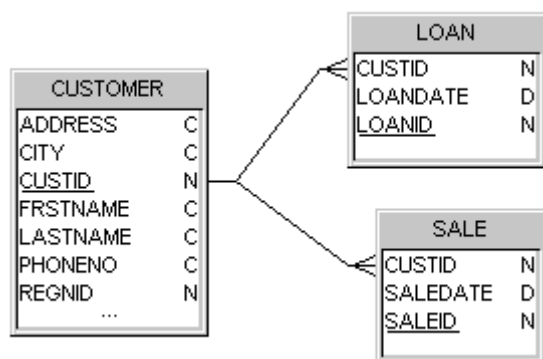 CUSTOMER
ADDRESS C
CITY C
CUSTID N
FRSTNAME C
LASTNAME C
PHONENO C
REGNID N
...
LOAN
CUSTID N
LOANDATE D
LOANID N
SALE
CUSTID N
SALEDATE D
SALEID N